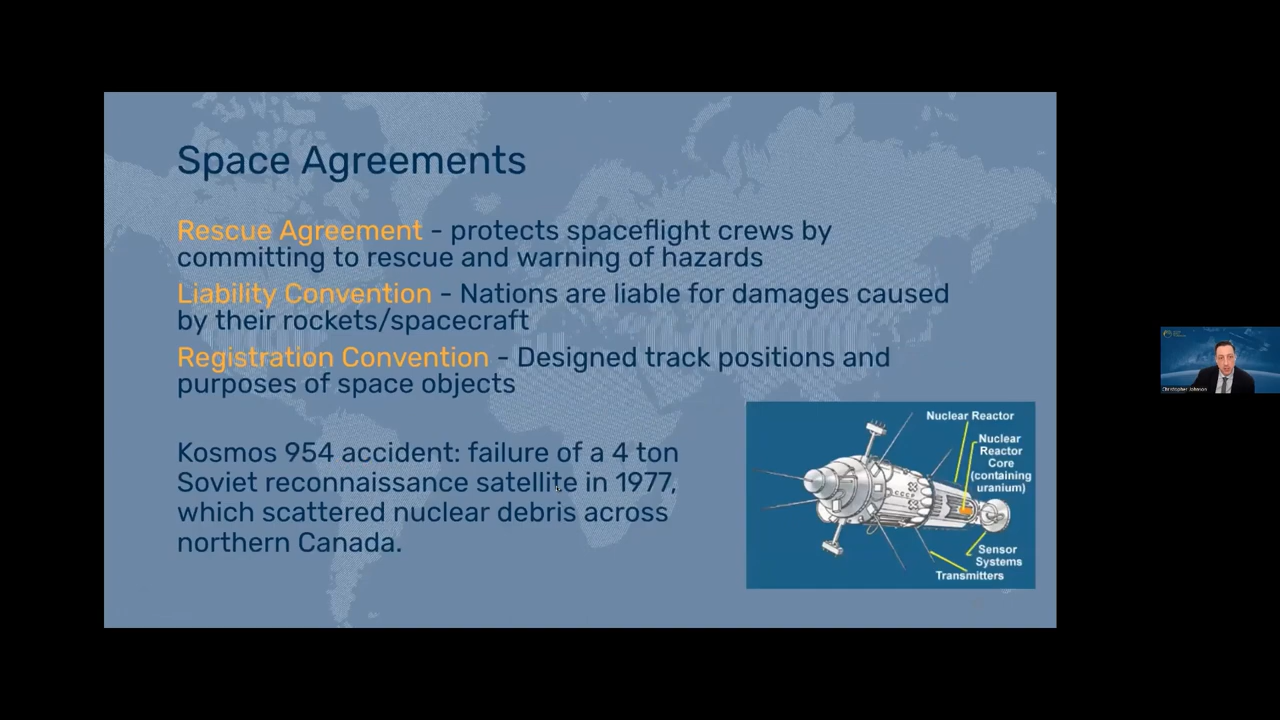 Space Agreements
Rescue Agreement - protects spaceflight crews by
committing to rescue and warning of hazards
Liability Convention - Nations are liable for damages caused
by their rockets/spacecraft
Registration Convention - Designed track positions and
purposes of space objects
Kosmos 954 accident: failure of a 4 ton
Soviet reconnaissance satellite in 1977,
which scattered nuclear debris across
northern Canada.
Nuclear Reactor
Nuclear
Reactor
Core
(containing
uranium)
CCCP
Sensor
Systems
Transmitters
Christopher Johnson